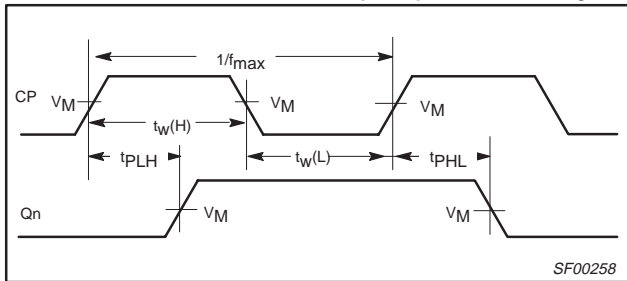 1/fmax
CP VM VM VM
tw(H)
tPLH tw(L) tPHL
Qn VM VM
SF00258